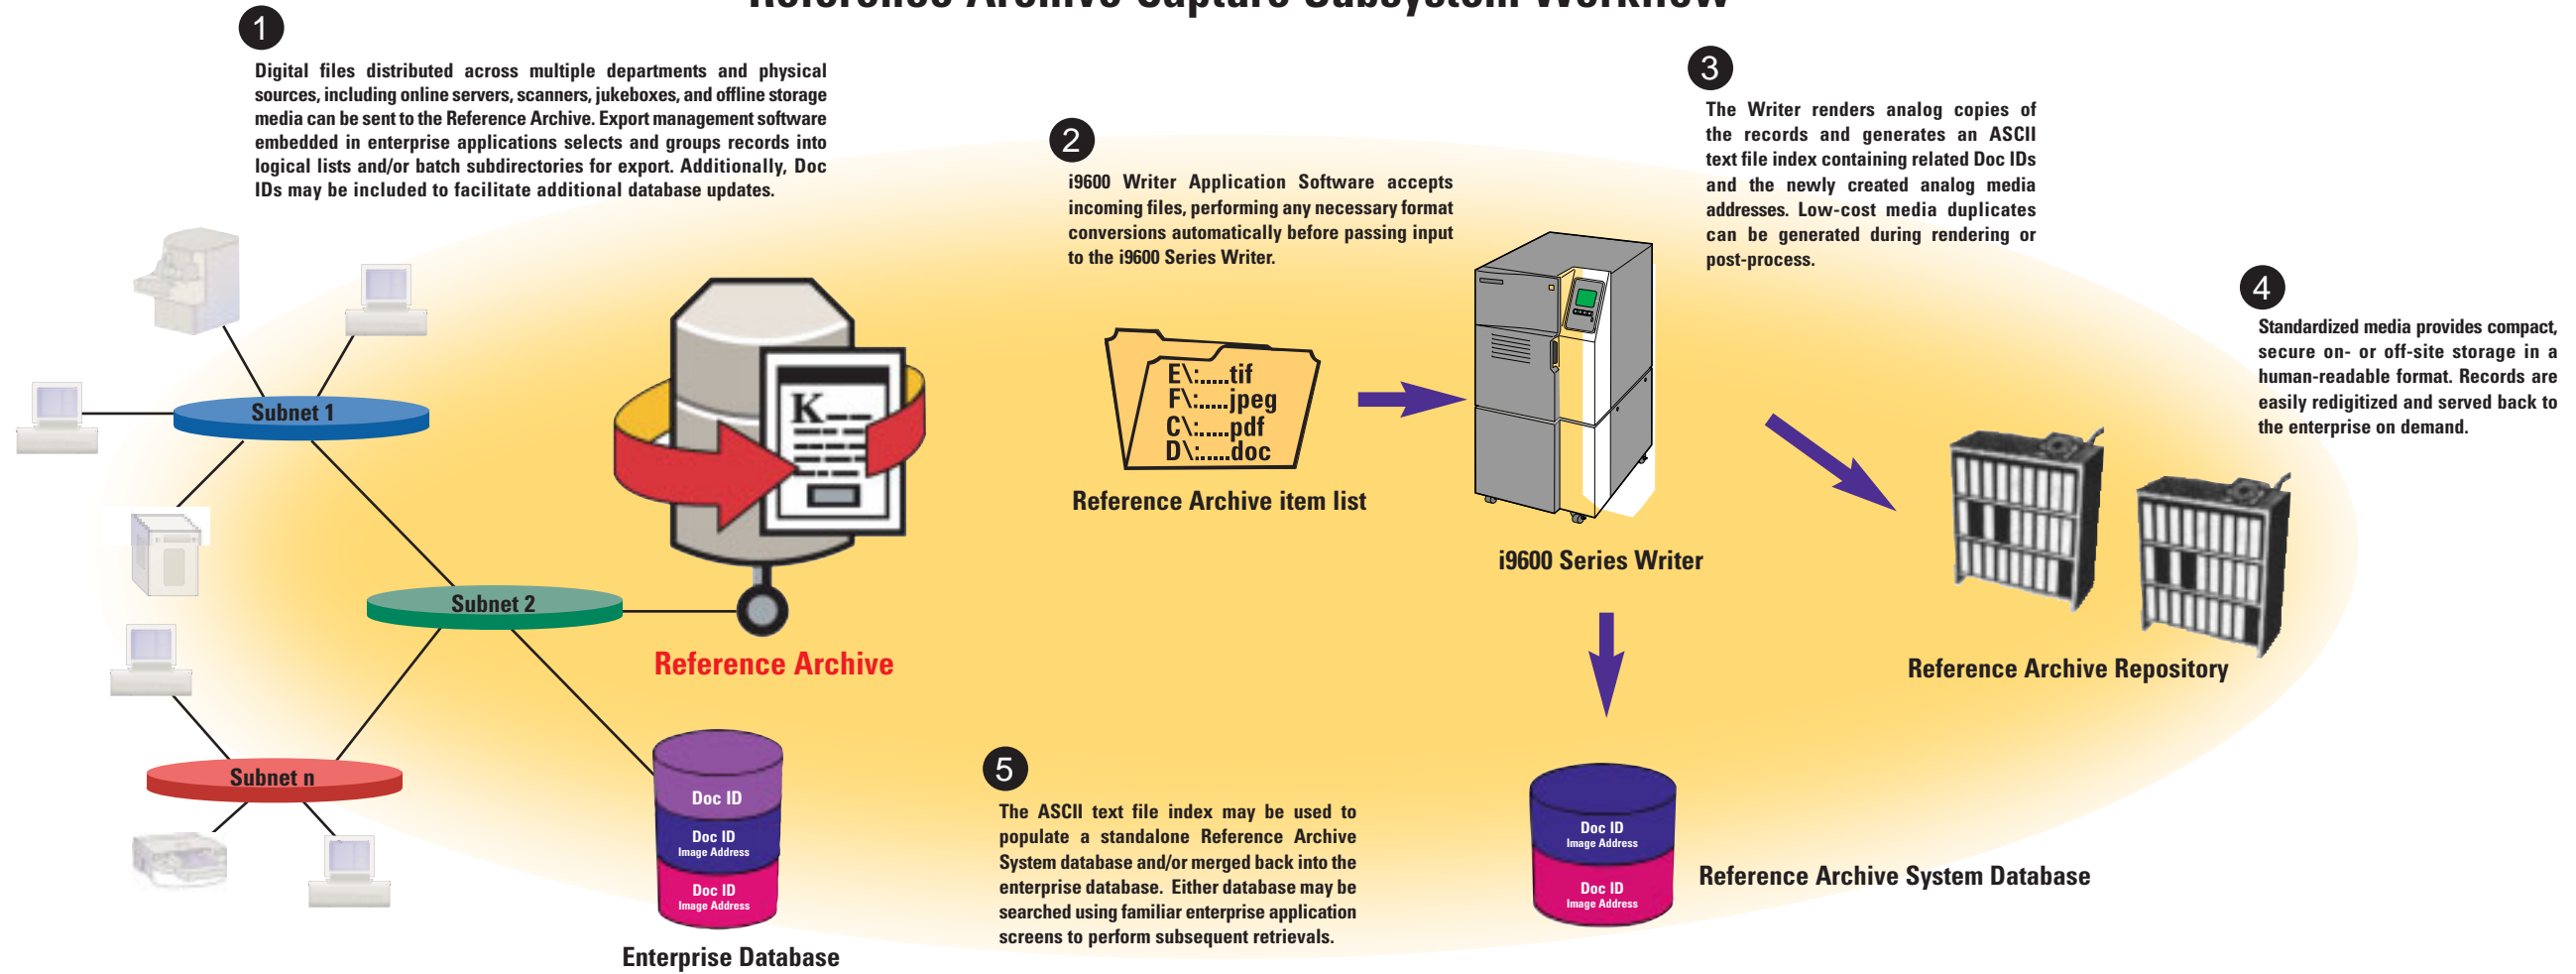 Reference Archive Capture Subsystem Workflow
1
Digital files distributed across multiple departments and physical
sources, including online servers, scanners, jukeboxes, and offline storage
media can be sent to the Reference Archive. Export management software
embedded in enterprise applications selects and groups records into
logical lists and/or batch subdirectories for export. Additionally, Doc
IDs may be included to facilitate additional database updates.
2
i9600 Writer Application Software accepts
incoming files, performing any necessary format
conversions automatically before passing input
to the i9600 Series Writer.
3
The Writer renders analog copies of
the records and generates an ASCII
text file index containing related Doc IDs
and the newly created analog media
addresses. Low-cost media duplicates
can be generated during rendering or
post-process.
4
Standardized media provides compact,
secure on- or off-site storage in a
human-readable format. Records are
easily redigitized and served back to
the enterprise on demand.
Subnet 1
Subnet 2
Subnet n
K
Reference Archive
E\:.....tif
F\:.....jpeg
C\:.....pdf
D\:.....doc
Reference Archive item list
i9600 Series Writer
Reference Archive Repository
Doc ID
Doc ID
Image Address
Doc ID
Image Address
Enterprise Database
5
The ASCII text file index may be used to
populate a standalone Reference Archive
System database and/or merged back into the
enterprise database. Either database may be
searched using familiar enterprise application
screens to perform subsequent retrievals.
Doc ID
Image Address
Doc ID
Image Address
Reference Archive System Database